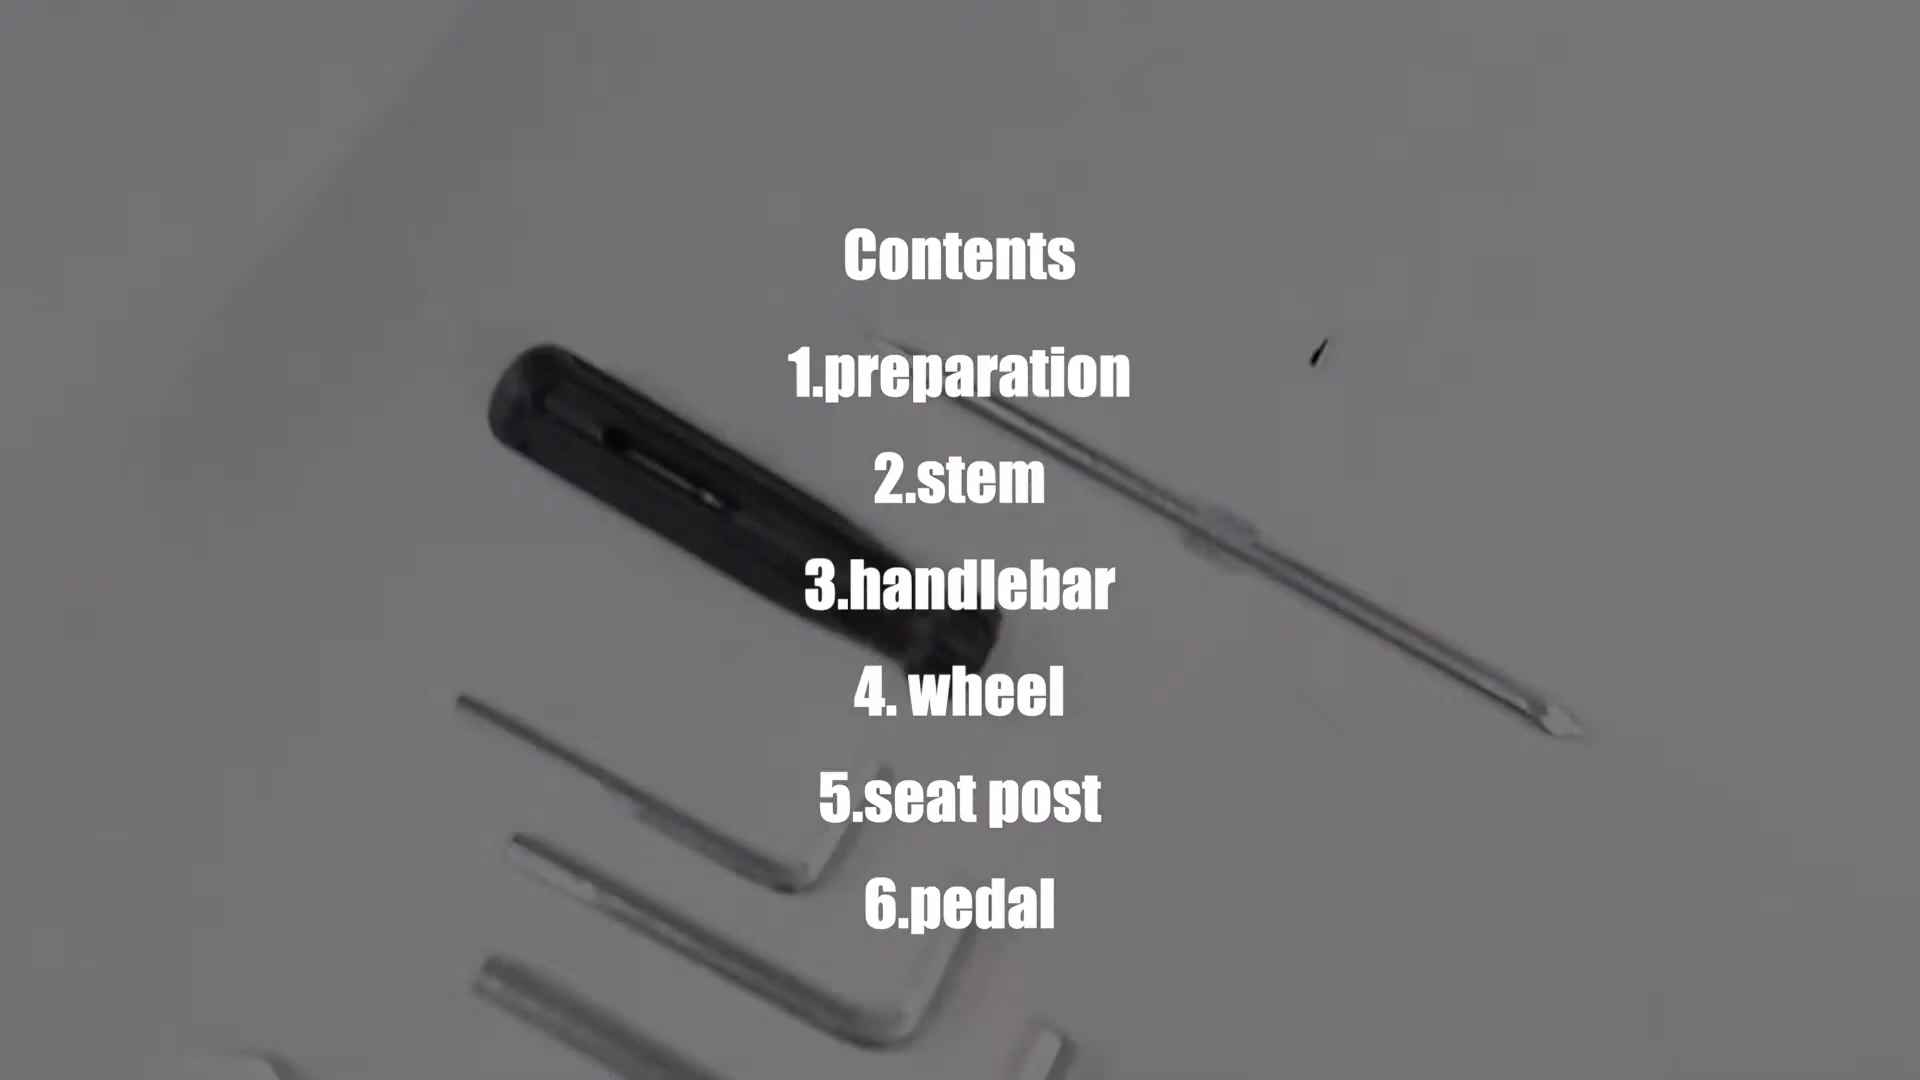 Contents
1.preparation
2.stem
3.handlebar
4. wheel
5.seat post
6.pedal